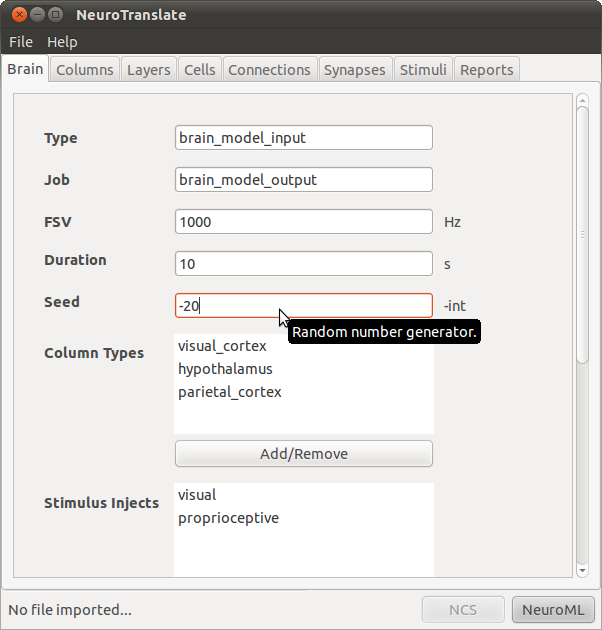 NeuroTranslate
File Help
Brain Columns Layers Cells Connections Synapses Stimuli Reports
Type brain_model_input
Job brain_model_output
FSV 1000 Hz
Duration 10 s
Seed -20 -int
Random number generator.
Column Types visual_cortex
hypothalamus
parietal_cortex
Add/Remove
Stimulus Injects visual
proprioceptive
No file imported... NCS NeuroML